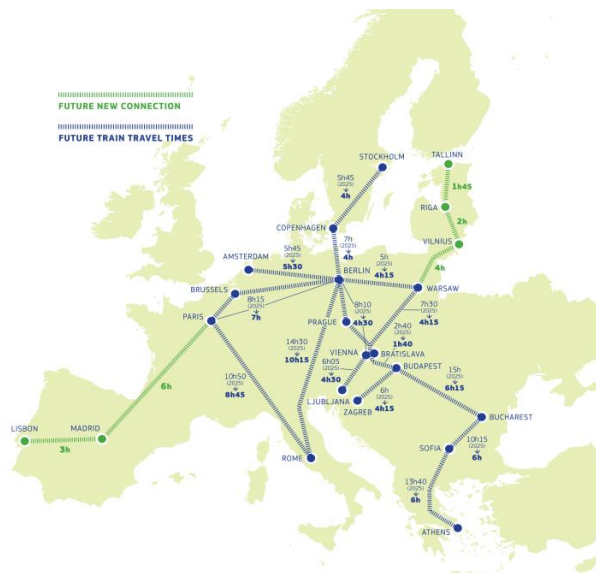 FUTURE NEW CONNECTION
FUTURE TRAIN TRAVEL TIMES
STOCKHOLM
TALLINN
5h45
(2025)
4h
1h45
RIGA
2h
COPENHAGEN
VILNIUS
AMSTERDAM
5h45
(2025)
5h30
7h
(2025)
4h
5h
(2025)
4h15
4h
BERLIN
WARSAW
BRUSSELS
8h15
(2025)
7h
8h10
(2025)
4h30
7h30
(2025)
4h15
PARIS
PRAGUE
14h30
(2025)
10h15
2h40
(2025)
1h40
VIENNA
BRATISLAVA
BUDAPEST
6h05
(2025)
4h30
10h50
(2025)
8h45
6h
(2025)
4h15
15h
(2025)
6h15
6h
LJUBLJANA
ZAGREB
BUCHAREST
LISBON
MADRID
3h
10h15
(2025)
6h
SOFIA
ROME
13h40
(2025)
6h
ATHENS